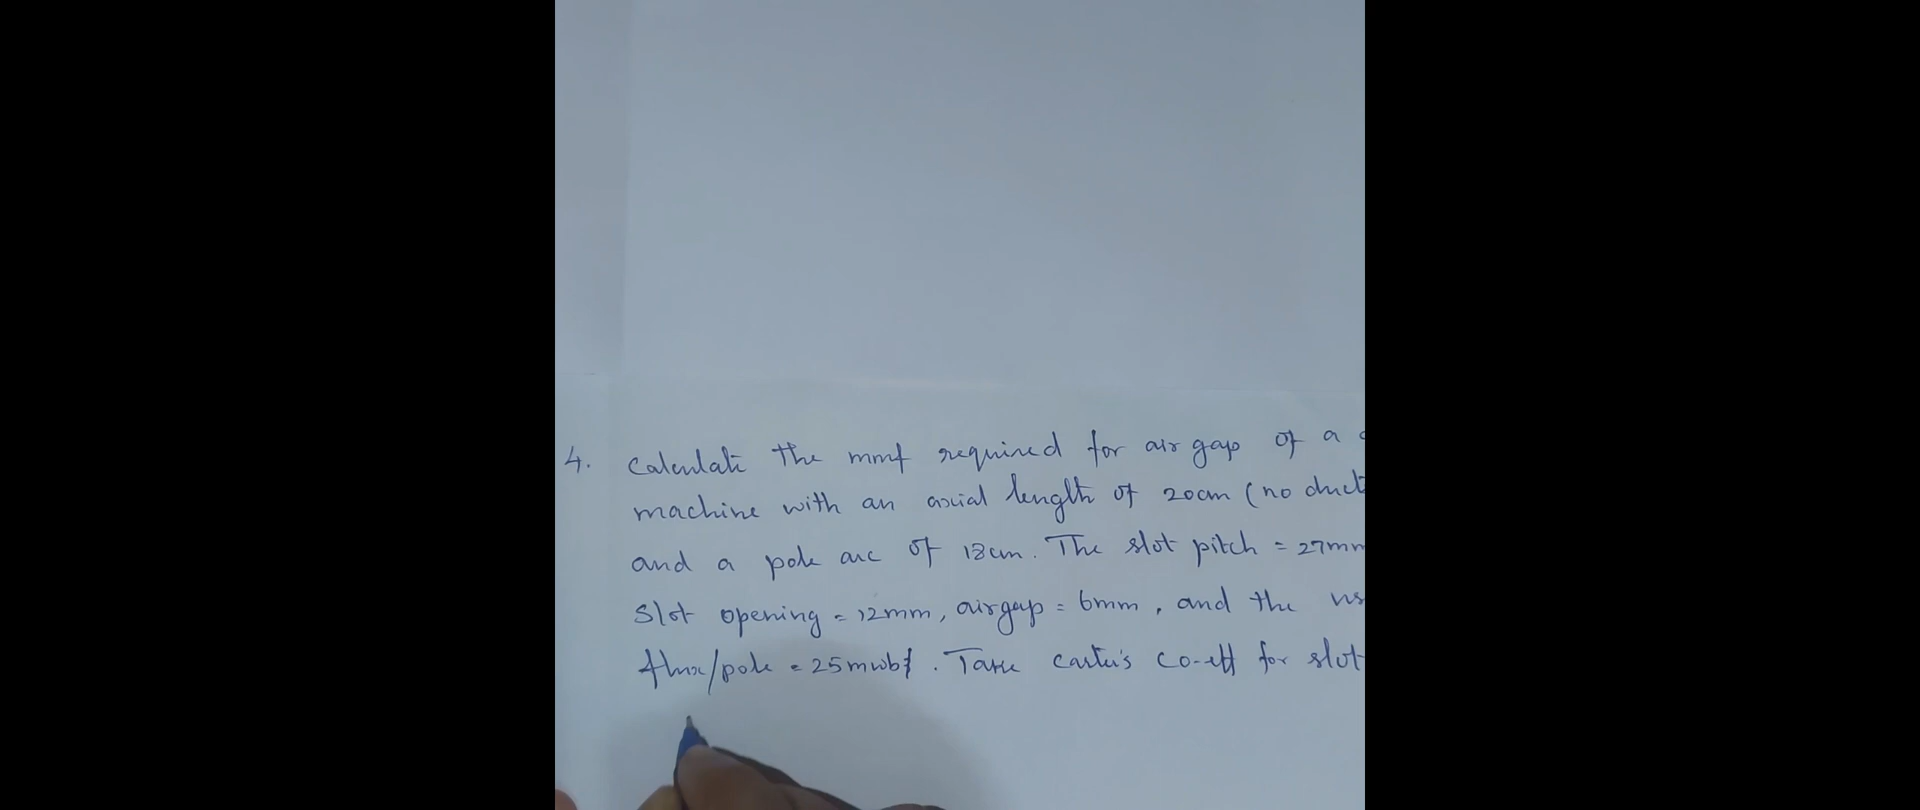 4. Calculate the mmf required for air gap of a
machine with an axial length of 20cm (no duct
and a pole arc of 18cm. The slot pitch = 27mm
Slot opening = 12mm, airgap = 6mm, and the us
flux/pole = 25mwb. Take carter's co-eff for slot